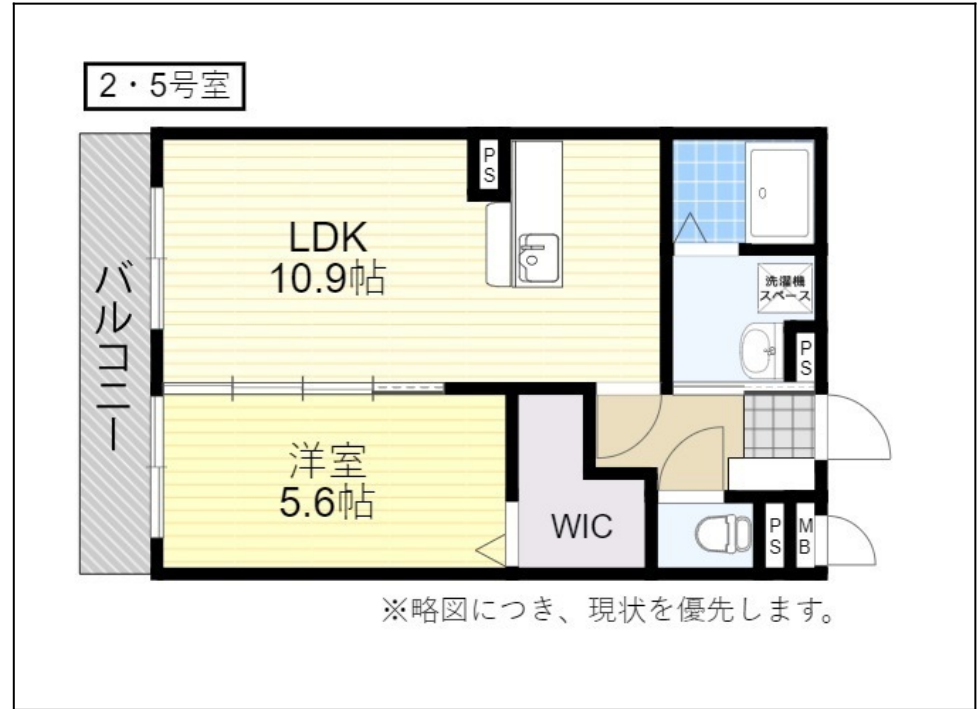 2・5号室
PS
LDK
10.9帖
洗濯機
スペース
バルコニー
PS
洋室
5.6帖
WIC
PS
MB
※略図につき、現状を優先します。